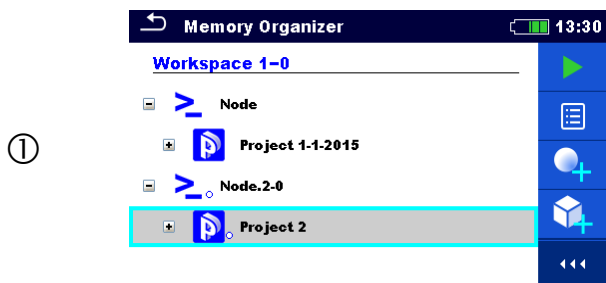 Memory Organizer 13:30
Workspace 1-0
Node
①
Project 1-1-2015
Node.2-0
Project 2